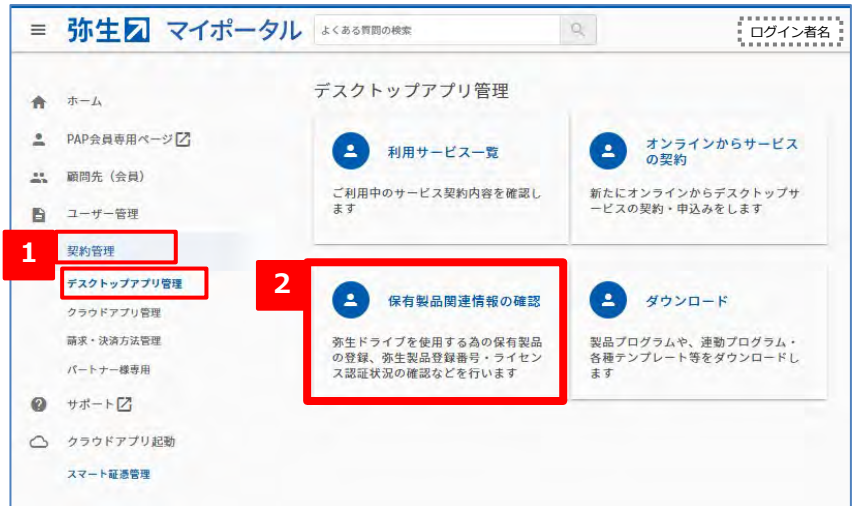 弥生 マイポータル
よくある質問の検索
ログイン者名
ホーム
PAP会員専用ページ
顧問先（会員）
ユーザー管理
1
契約管理
デスクトップアプリ管理
クラウドアプリ管理
請求・決済方法管理
パートナー様専用
サポート
クラウドアプリ起動
スマート証憑管理
デスクトップアプリ管理
利用サービス一覧
ご利用中のサービス契約内容を確認し
ます
オンラインからサービス
の契約
新たにオンラインからデスクトップサ
ービスの契約・申込みをします
2
保有製品関連情報の確認
弥生ドライブを使用する為の保有製品
の登録、弥生製品登録番号・ライセン
ス認証状況の確認などを行います
ダウンロード
製品プログラムや、連動プログラム・
各種テンプレート等をダウンロードし
ます